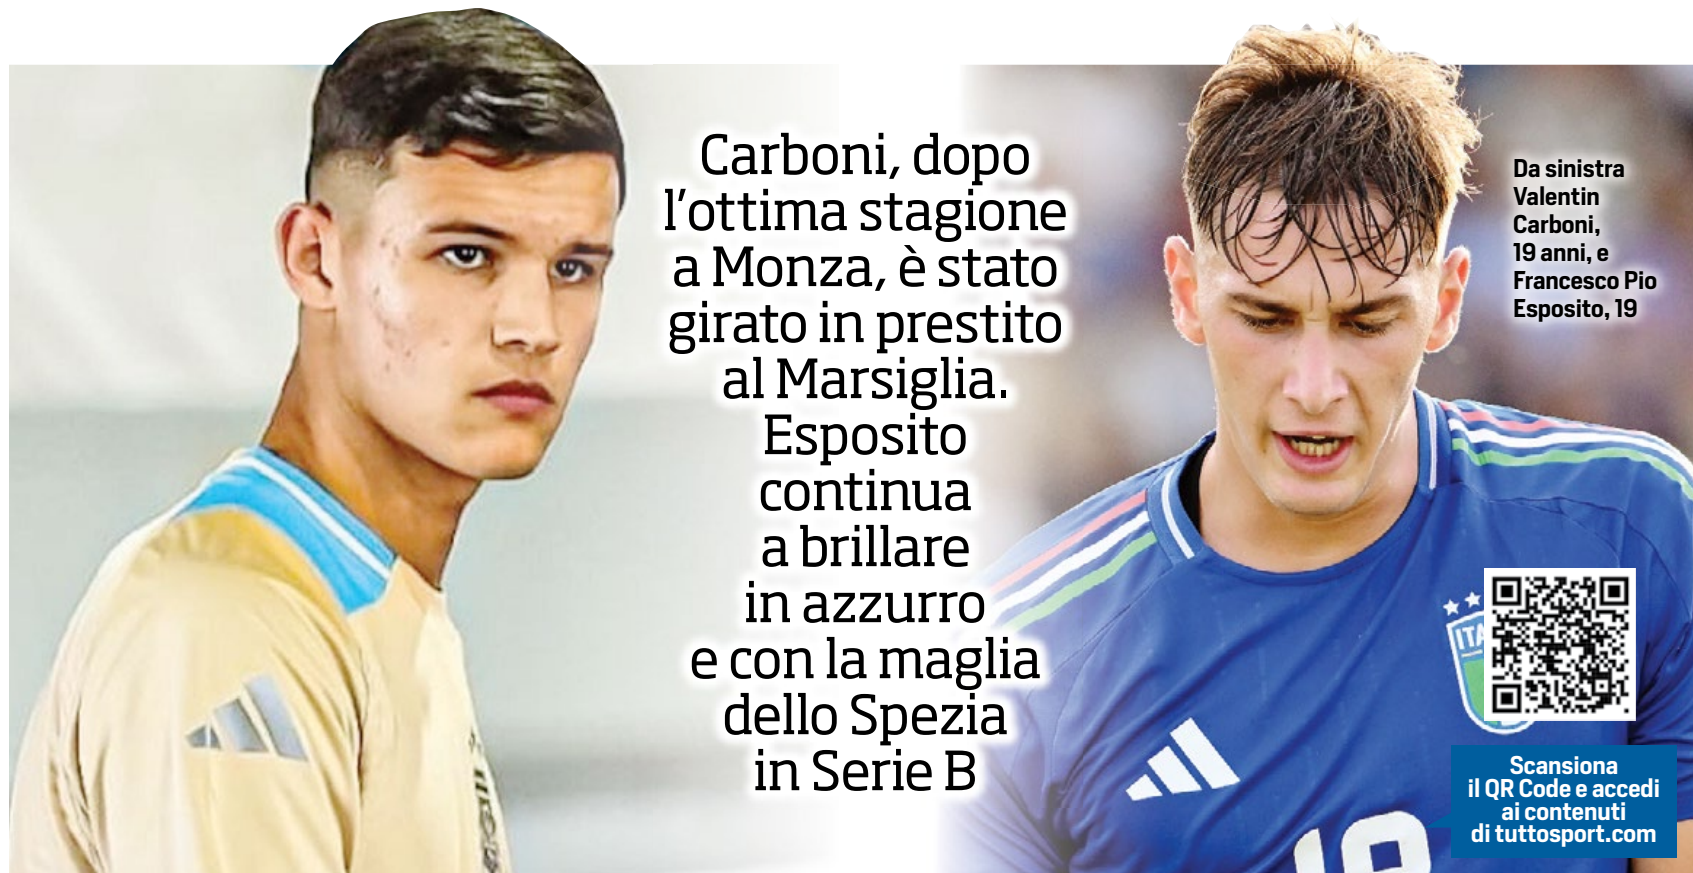 Carboni, dopo
l’ottima stagione
a Monza, è stato
girato in prestito
al Marsiglia.
Esposito
continua
a brillare
in azzurro
e con la maglia
dello Spezia
in Serie B
Da sinistra
Valentin
Carboni,
19 anni, e
Francesco Pio
Esposito, 19
ITA
Scansiona
il QR Code e accedi
ai contenuti
di tuttosport.com